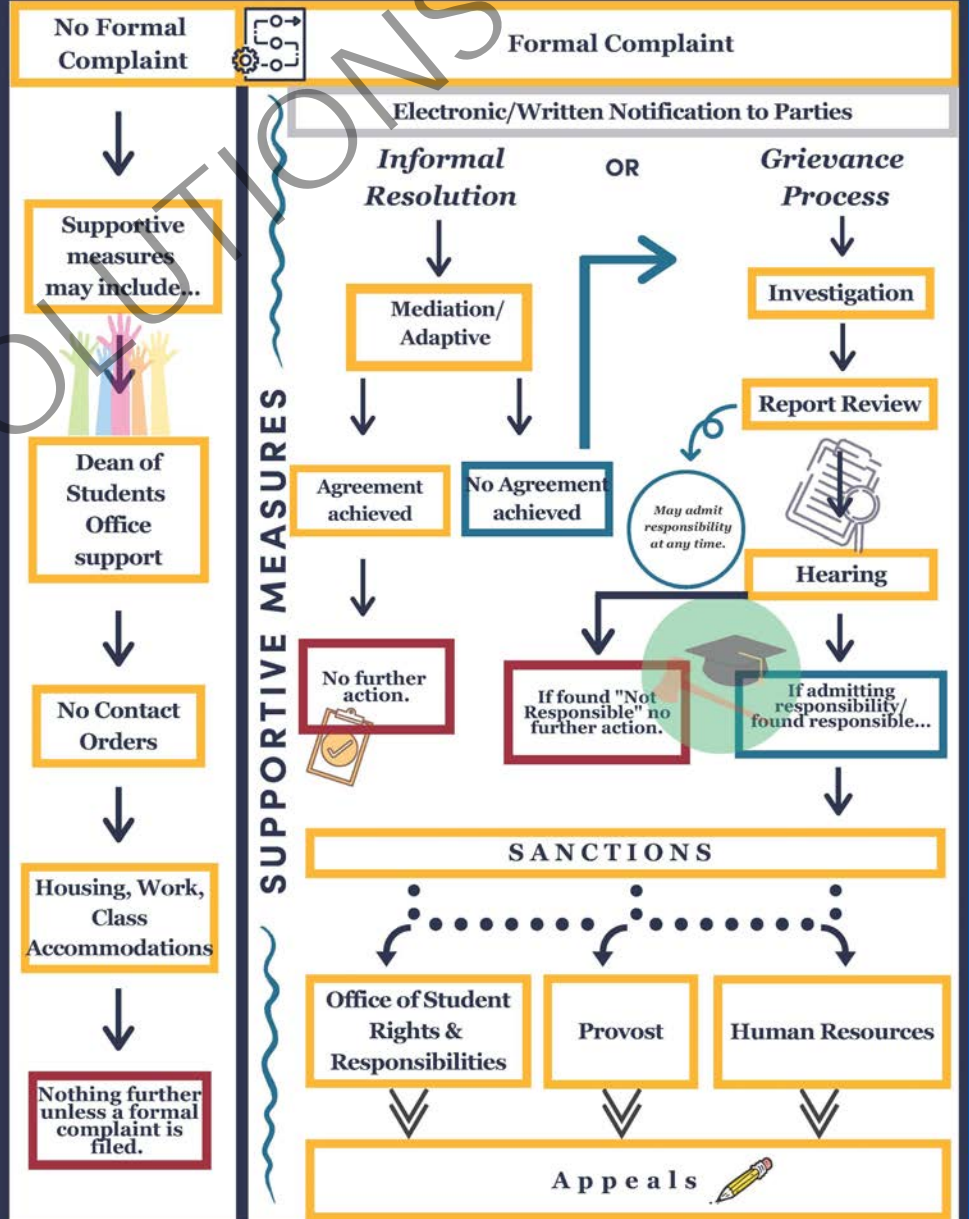 No Formal
Complaint
Formal Complaint
Electronic/Written Notification to Parties
Supportive
measures
may include...
Dean of
Students
Office
support
No Contact
Orders
Housing, Work,
Class
Accommodations
Nothing further
unless a formal
complaint is
filed.
SUPPORTIVE MEASURES
Informal
Resolution
OR
Grievance
Process
Mediation/
Adaptive
Agreement
achieved
No Agreement
achieved
No further
action.
Investigation
Report Review
May admit
responsibility
at any time.
Hearing
If found "Not
Responsible" no
further action.
If admitting
responsibility/
found responsible...
SANCTIONS
Office of Student
Rights &
Responsibilities
Provost
Human Resources
Appeals
OLUTIONS